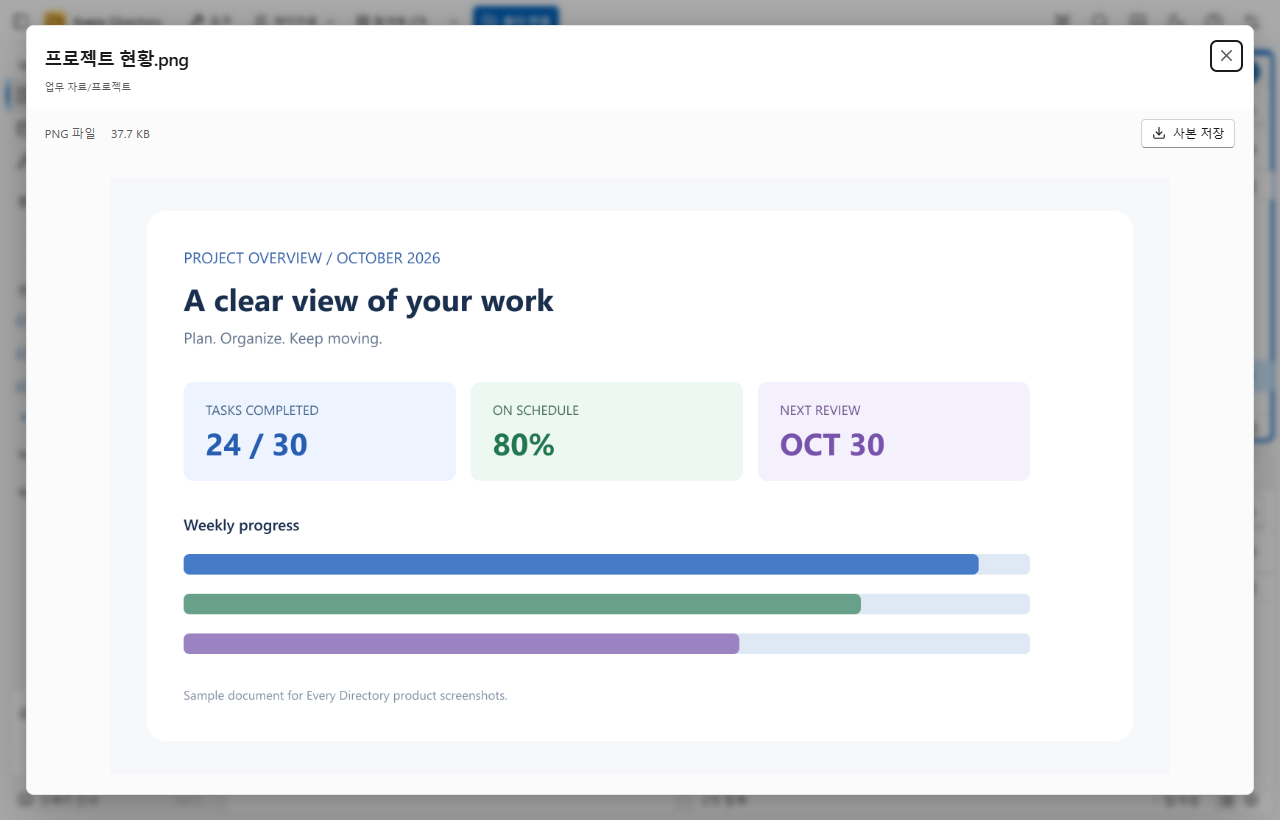 프로젝트 현황.png
업무 자료/프로젝트
PNG 파일 37.7 KB
사본 저장
PROJECT OVERVIEW / OCTOBER 2026
A clear view of your work
Plan. Organize. Keep moving.
TASKS COMPLETED
24 / 30
ON SCHEDULE
80%
NEXT REVIEW
OCT 30
Weekly progress
Sample document for Every Directory product screenshots.